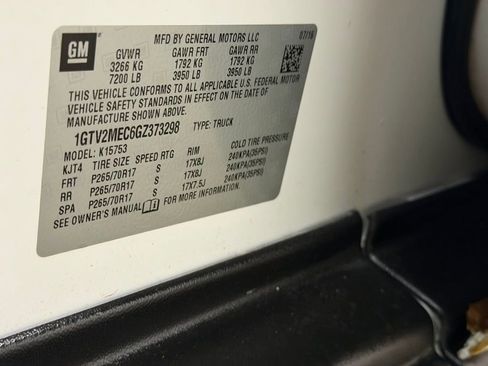 GM
MFD BY GENERAL MOTORS LLC
07/16
GVWR GAWR FRT GAWR RR
3266 KG 1792 KG 1792 KG
7200 LB 3950 LB 3950 LB
THIS VEHICLE CONFORMS TO ALL APPLICABLE U.S. FEDERAL MOTOR
VEHICLE SAFETY STANDARDS IN EFFECT ON THE DATE OF
MANUFACTURE SHOWN ABOVE.
1GTV2MEC6GZ373298 TYPE: TRUCK
MODEL: K15753
KJT4 TIRE SIZE SPEED RTG RIM COLD TIRE PRESSURE
FRT P265/70R17 S 17X8J 240KPA(35PSI)
RR P265/70R17 S 17X8J 240KPA(35PSI)
SPA P265/70R17 S 17X7.5J 240KPA(35PSI)
SEE OWNER'S MANUAL FOR MORE INFORMATION.